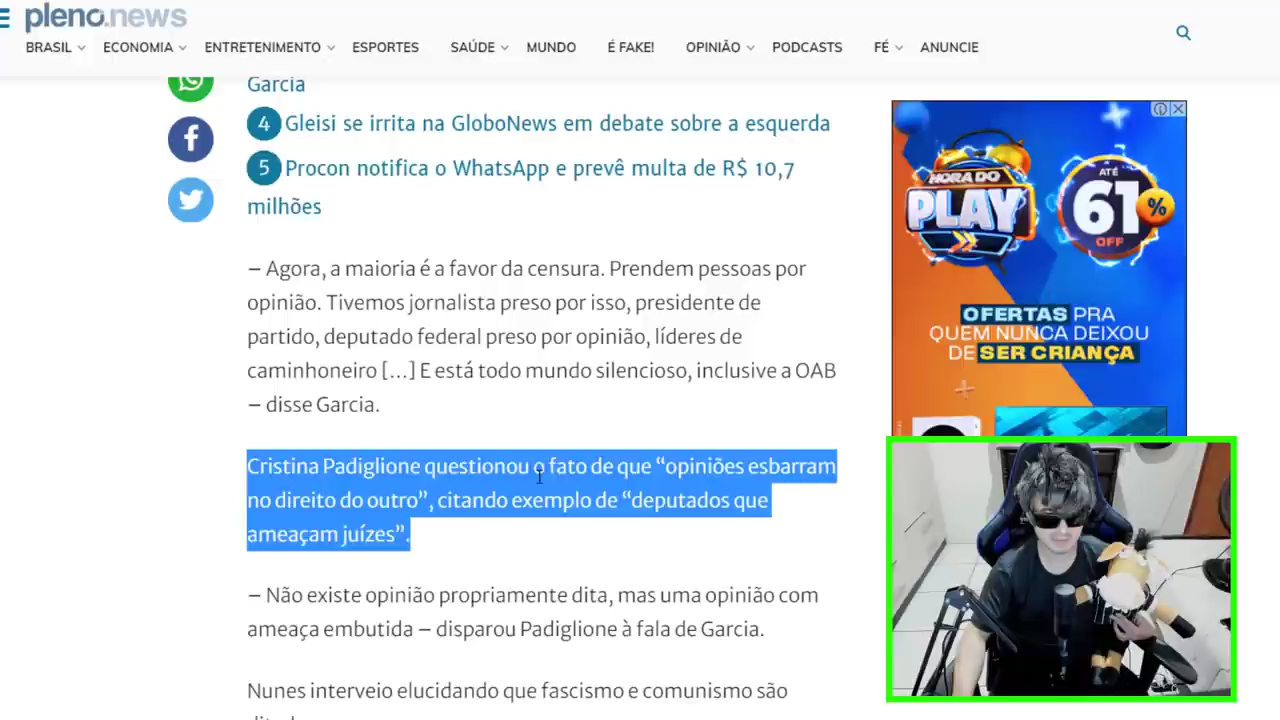 pleno.news
BRASIL ECONOMIA ENTRETENIMENTO ESPORTES SAÚDE MUNDO É FAKE! OPINIÃO PODCASTS FÉ ANUNCIE
Garcia
4 Gleisi se irrita na GloboNews em debate sobre a esquerda
5 Procon notifica o WhatsApp e prevê multa de R$ 10,7
milhões
– Agora, a maioria é a favor da censura. Prendem pessoas por
opinião. Tivemos jornalista preso por isso, presidente de
partido, deputado federal preso por opinião, líderes de
caminhoneiro [...] E está todo mundo silencioso, inclusive a OAB
– disse Garcia.
Cristina Padiglione questionou o fato de que “opiniões esbarram
no direito do outro”, citando exemplo de “deputados que
ameaçam juízes”.
– Não existe opinião propriamente dita, mas uma opinião com
ameaça embutida – disparou Padiglione à fala de Garcia.
Nunes interveio elucidando que fascismo e comunismo são
HORA DO
PLAY
ATÉ
61%
OFF
OFERTAS PRA
QUEM NUNCA DEIXOU
DE SER CRIANÇA